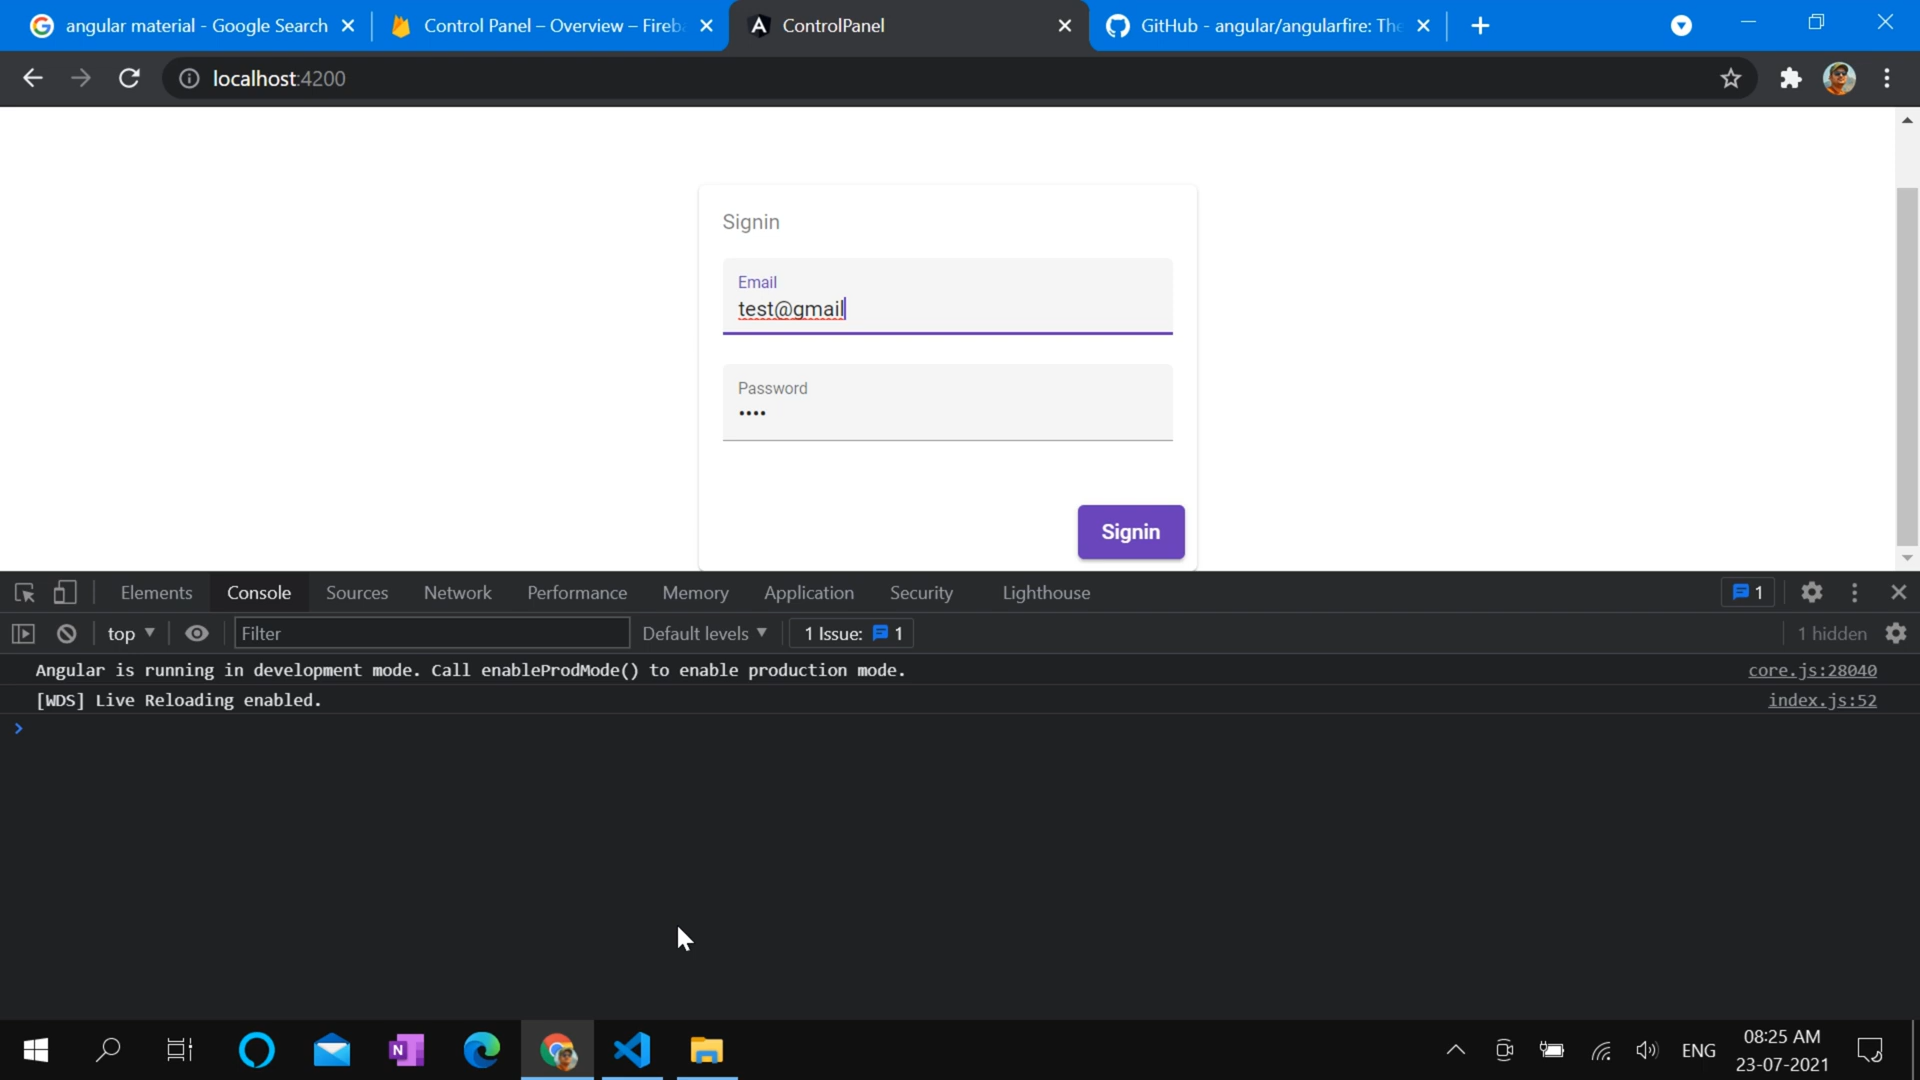 angular material - Google Search
Control Panel – Overview – Fireba
ControlPanel
GitHub - angular/angularfire: The
localhost:4200
Signin
Email
test@gmail
Password
••••
Signin
Elements
Console
Sources
Network
Performance
Memory
Application
Security
Lighthouse
1
top
Filter
Default levels
1 Issue:
1
1 hidden
Angular is running in development mode. Call enableProdMode() to enable production mode.
core.js:28040
[WDS] Live Reloading enabled.
index.js:52
N
ENG
08:25 AM
23-07-2021